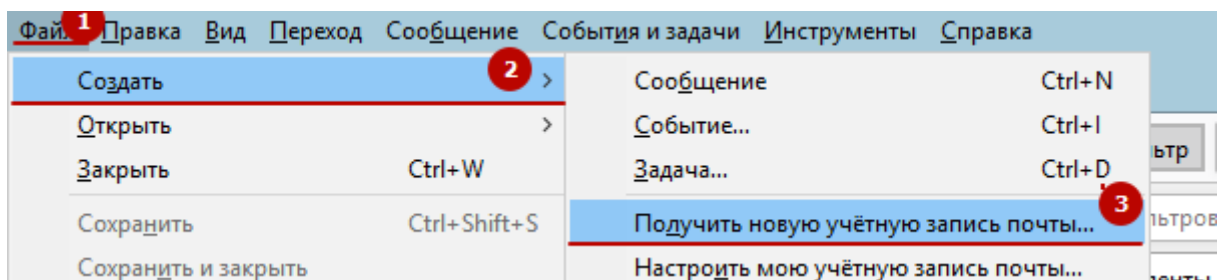 Файл Правка Вид Переход Сообщение События и задачи Инструменты Справка
1
Создать 2 >
Открыть >
Закрыть Ctrl+W
Сохранить Ctrl+Shift+S
Сохранить и закрыть
Сообщение Ctrl+N
Событие... Ctrl+I
Задача... Ctrl+D
3
Получить новую учётную запись почты...
Настроить мою учётную запись почты...